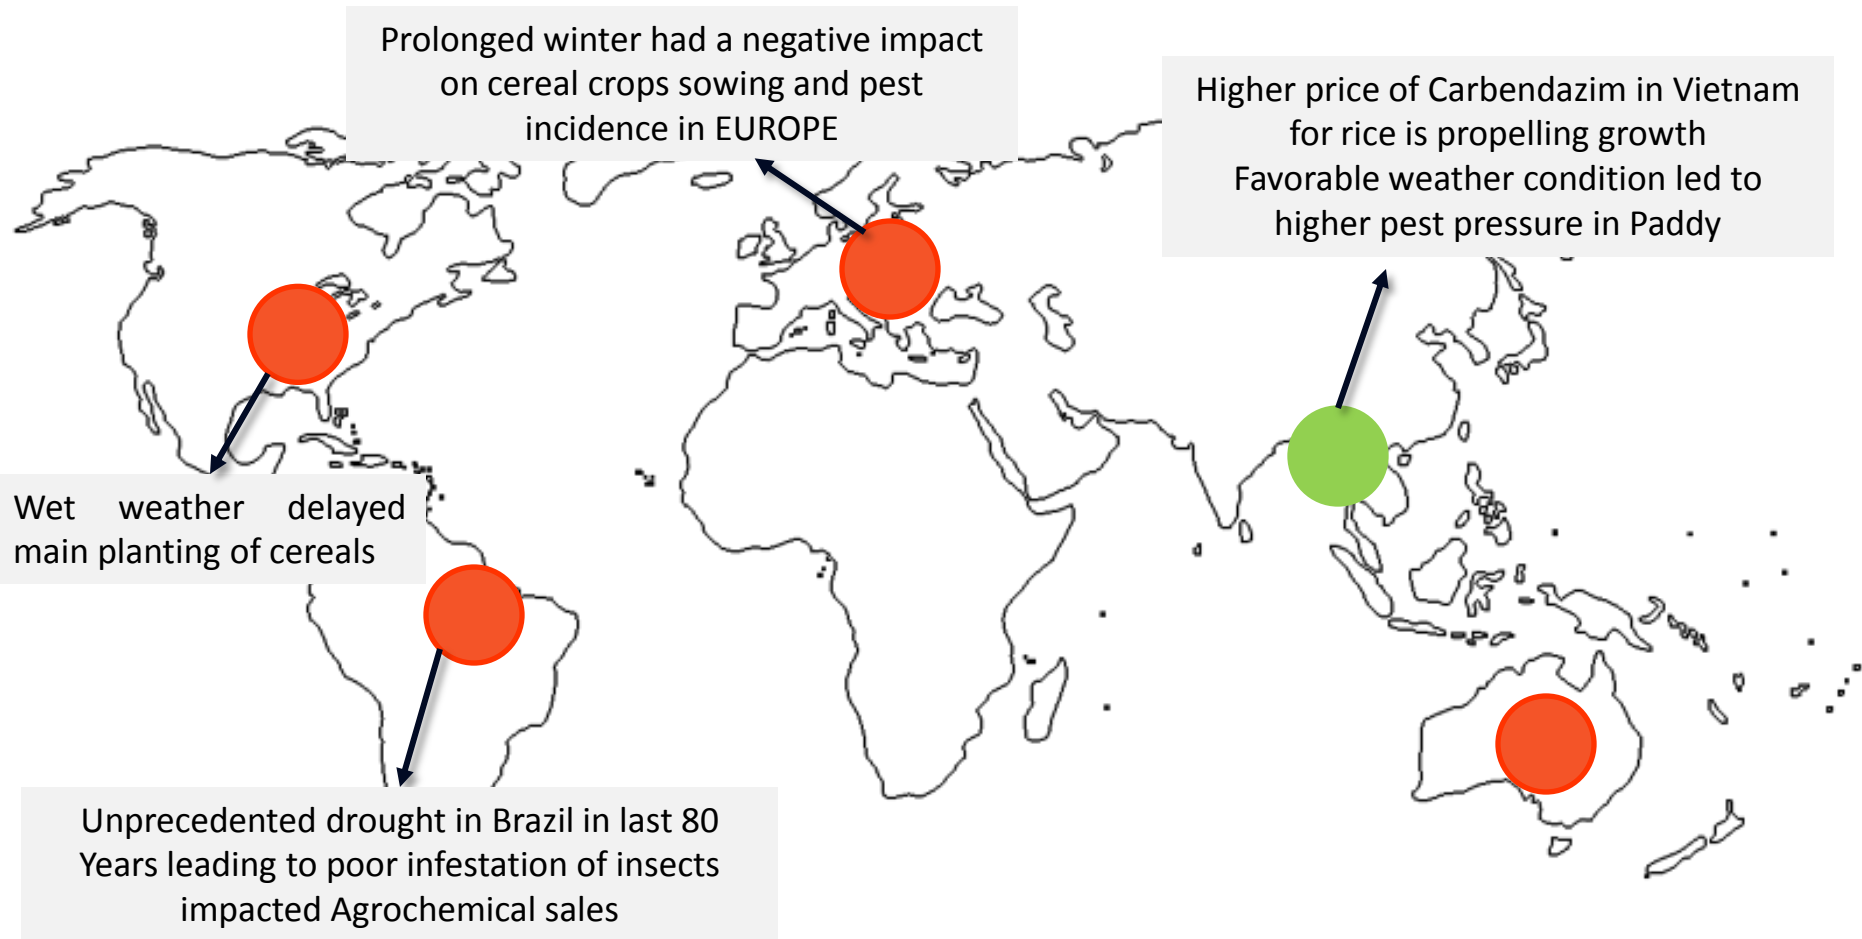 Prolonged winter had a negative impact
on cereal crops sowing and pest
incidence in EUROPE
Higher price of Carbendazim in Vietnam
for rice is propelling growth
Favorable weather condition led to
higher pest pressure in Paddy
Wet weather delayed
main planting of cereals
Unprecedented drought in Brazil in last 80
Years leading to poor infestation of insects
impacted Agrochemical sales